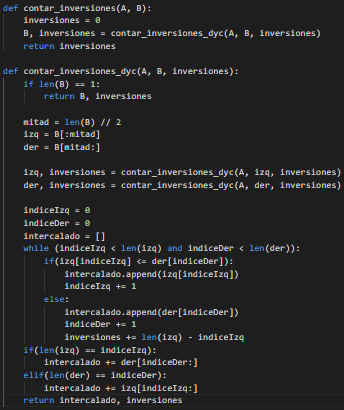 def contar_inversiones(A, B):
    inversiones = 0
    B, inversiones = contar_inversiones_dyc(A, B, inversiones)
    return inversiones

def contar_inversiones_dyc(A, B, inversiones):
    if len(B) == 1:
        return B, inversiones

    mitad = len(B) // 2
    izq = B[:mitad]
    der = B[mitad:]

    izq, inversiones = contar_inversiones_dyc(A, izq, inversiones)
    der, inversiones = contar_inversiones_dyc(A, der, inversiones)

    indiceIzq = 0
    indiceDer = 0
    intercalado = []
    while (indiceIzq < len(izq) and indiceDer < len(der)):
        if(izq[indiceIzq] <= der[indiceDer]):
            intercalado.append(izq[indiceIzq])
            indiceIzq += 1
        else:
            intercalado.append(der[indiceDer])
            indiceDer += 1
            inversiones += len(izq) - indiceIzq
    if(len(izq) == indiceIzq):
        intercalado += der[indiceDer:]
    elif(len(der) == indiceDer):
        intercalado += izq[indiceIzq:]
    return intercalado, inversiones